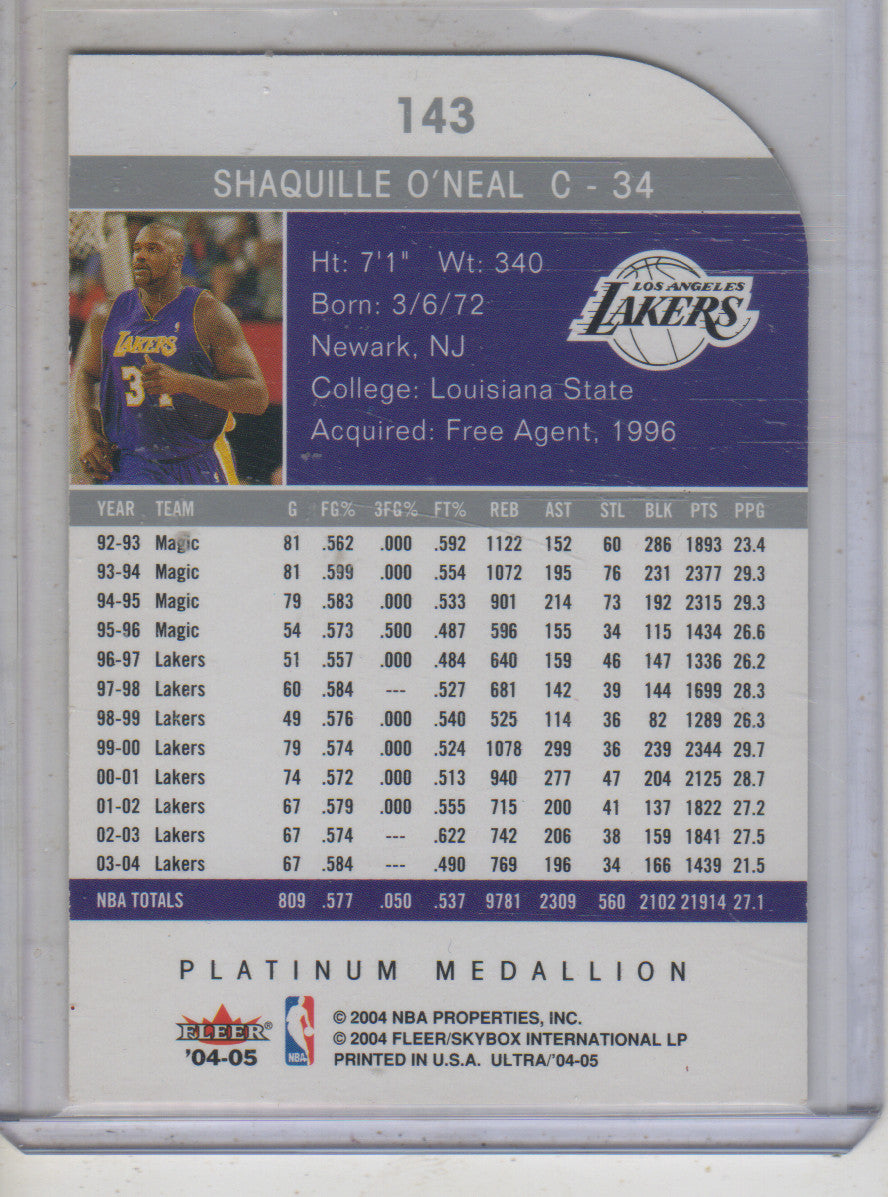 143
SHAQUILLE O'NEAL C - 34
Ht: 7'1" Wt: 340
Born: 3/6/72
Newark, NJ
College: Louisiana State
Acquired: Free Agent, 1996
LOS ANGELES
LAKERS
LAKERS
3
YEAR TEAM G FG% 3FG% FT% REB AST STL BLK PTS PPG
92-93 Magic 81 .562 .000 .592 1122 152 60 286 1893 23.4
93-94 Magic 81 .599 .000 .554 1072 195 76 231 2377 29.3
94-95 Magic 79 .583 .000 .533 901 214 73 192 2315 29.3
95-96 Magic 54 .573 .500 .487 596 155 34 115 1434 26.6
96-97 Lakers 51 .557 .000 .484 640 159 46 147 1336 26.2
97-98 Lakers 60 .584 --- .527 681 142 39 144 1699 28.3
98-99 Lakers 49 .576 .000 .540 525 114 36 82 1289 26.3
99-00 Lakers 79 .574 .000 .524 1078 299 36 239 2344 29.7
00-01 Lakers 74 .572 .000 .513 940 277 47 204 2125 28.7
01-02 Lakers 67 .579 .000 .555 715 200 41 137 1822 27.2
02-03 Lakers 67 .574 --- .622 742 206 38 159 1841 27.5
03-04 Lakers 67 .584 --- .490 769 196 34 166 1439 21.5
NBA TOTALS 809 .577 .050 .537 9781 2309 560 2102 21914 27.1
PLATINUM MEDALLION
FLEER®
'04-05
NBA
© 2004 NBA PROPERTIES, INC.
© 2004 FLEER/SKYBOX INTERNATIONAL LP
PRINTED IN U.S.A. ULTRA/'04-05